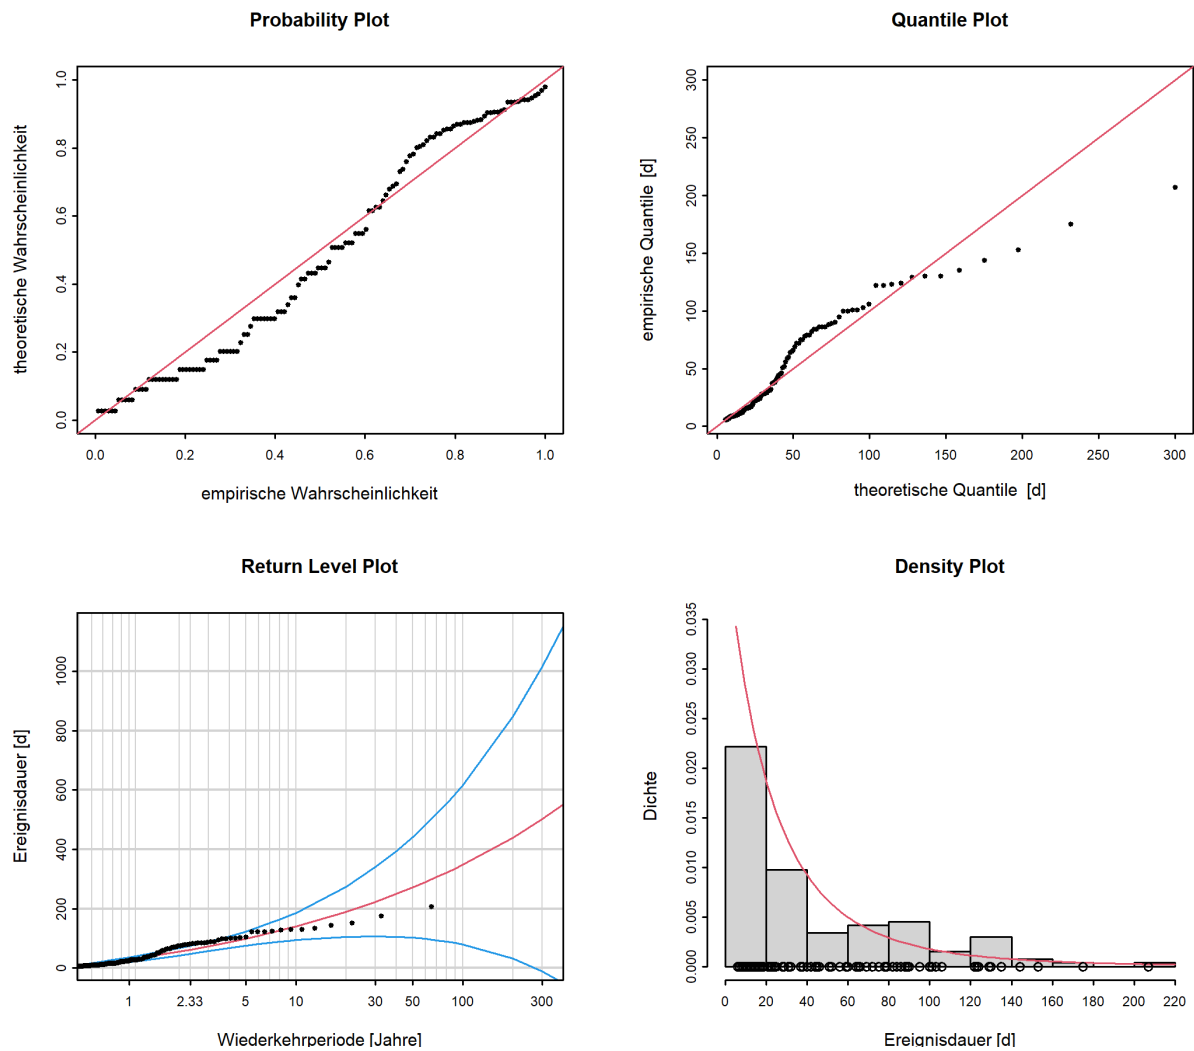 Probability Plot
theoretische Wahrscheinlichkeit
0.0 0.2 0.4 0.6 0.8 1.0
0.0 0.2 0.4 0.6 0.8 1.0
empirische Wahrscheinlichkeit
Quantile Plot
empirische Quantile [d]
0 50 100 150 200 250 300
0 50 100 150 200 250 300
theoretische Quantile [d]
Return Level Plot
Ereignisdauer [d]
0 200 400 600 800 1000
1 2.33 5 10 30 50 100 300
Wiederkehrperiode [Jahre]
Density Plot
Dichte
0.000 0.005 0.010 0.015 0.020 0.025 0.030 0.035
0 20 40 60 80 100 120 140 160 180 200 220
Ereignisdauer [d]